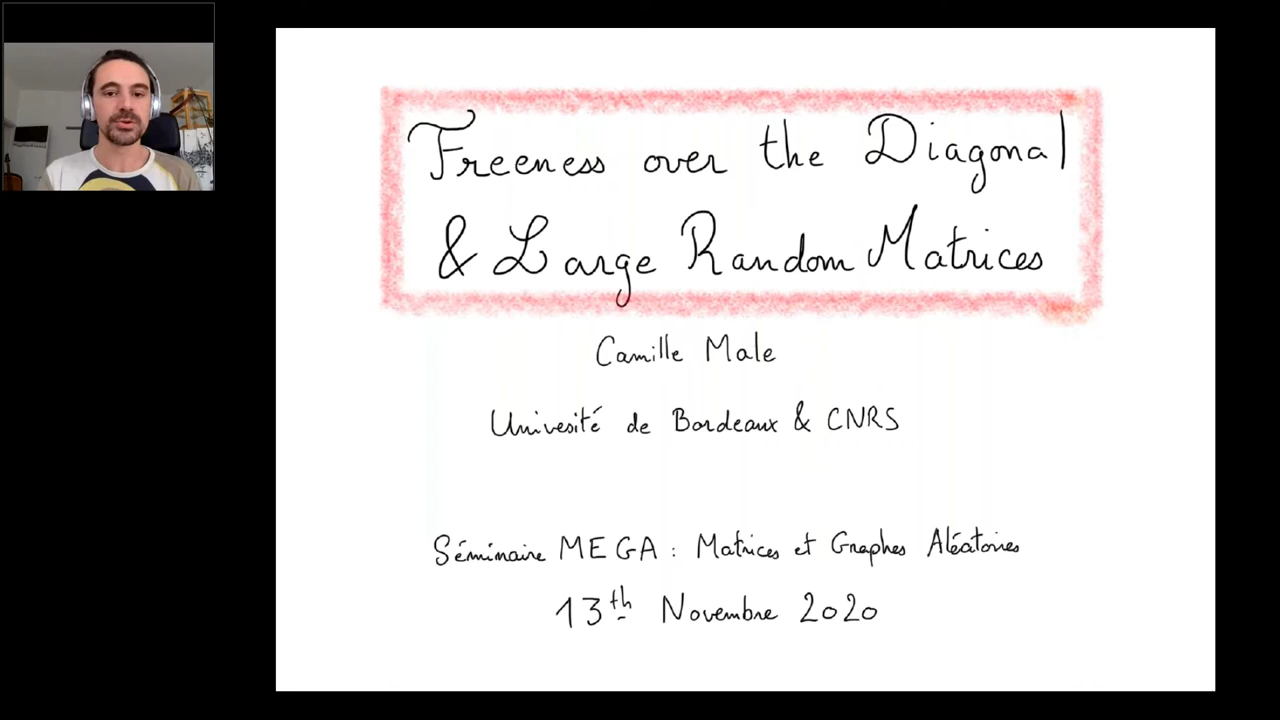 Freeness over the Diagonal
& Large Random Matrices
Camille Male
Univesité de Bordeaux & CNRS
Séminaire MEGA : Matrices et Graphes Aléatoires
13th Novembre 2020